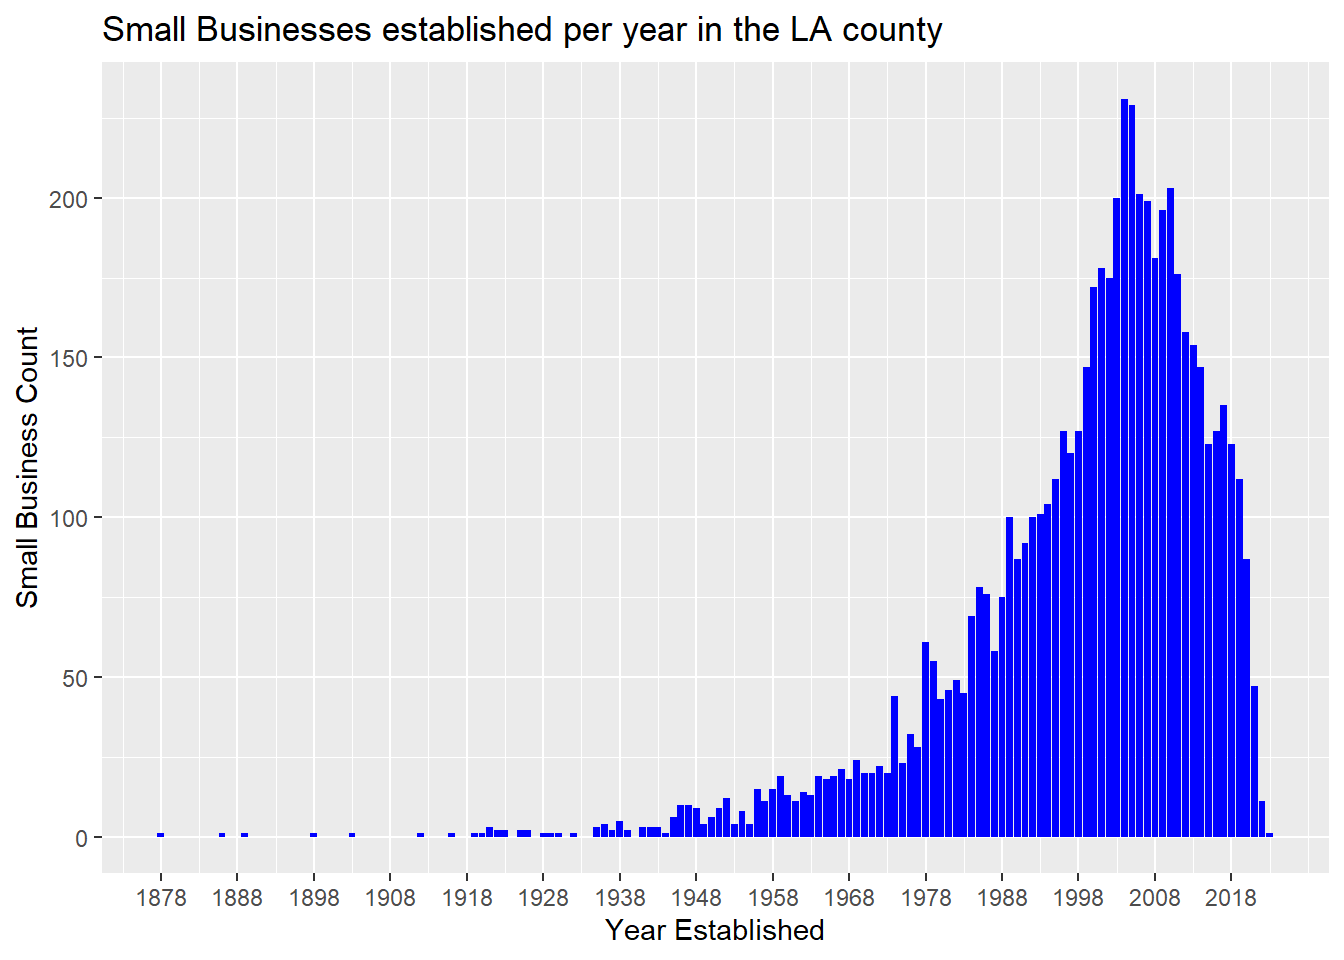 Small Businesses established per year in the LA county
Small Business Count
200
150
100
50
0
1878 1888 1898 1908 1918 1928 1938 1948 1958 1968 1978 1988 1998 2008 2018
Year Established